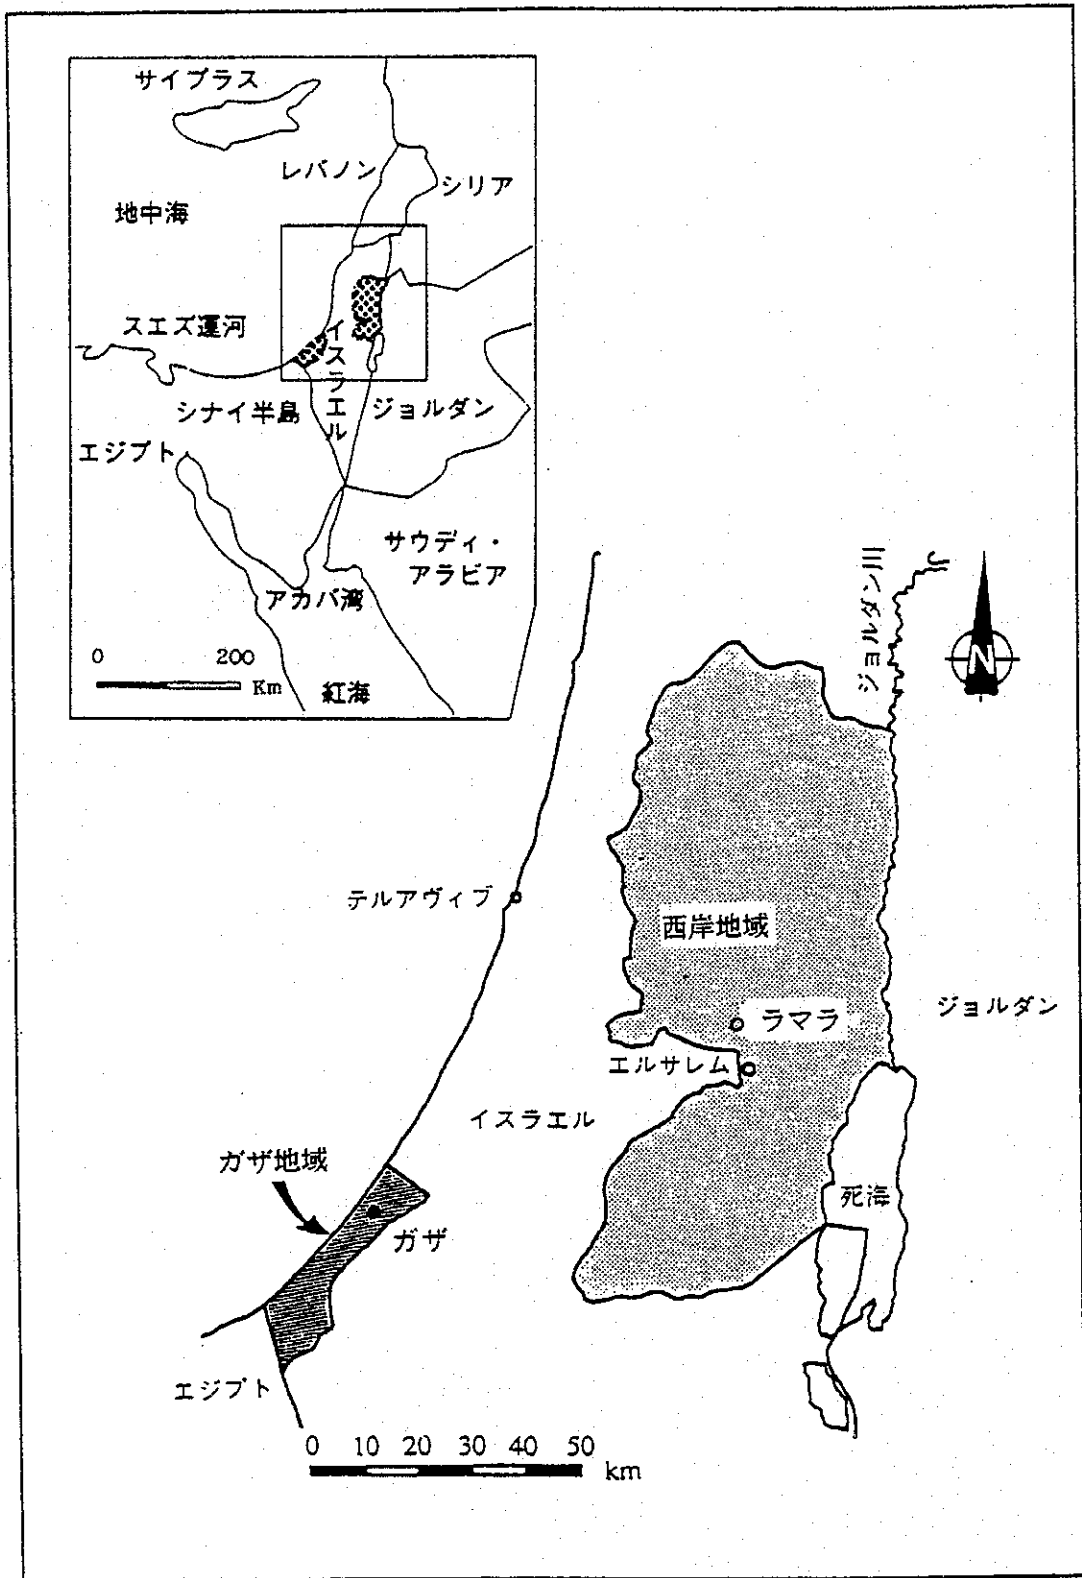 サイプラス
レバノン
シリア
地中海
スエズ運河
イスラエル
シナイ半島
ジョルダン
エジプト
サウディ・
アラビア
アカバ湾
0 200
Km
紅海
ジョルダン川
N
テルアヴィブ
西岸地域
ラマラ
ジョルダン
エルサレム
イスラエル
ガザ地域
死海
ガザ
エジプト
0 10 20 30 40 50
km